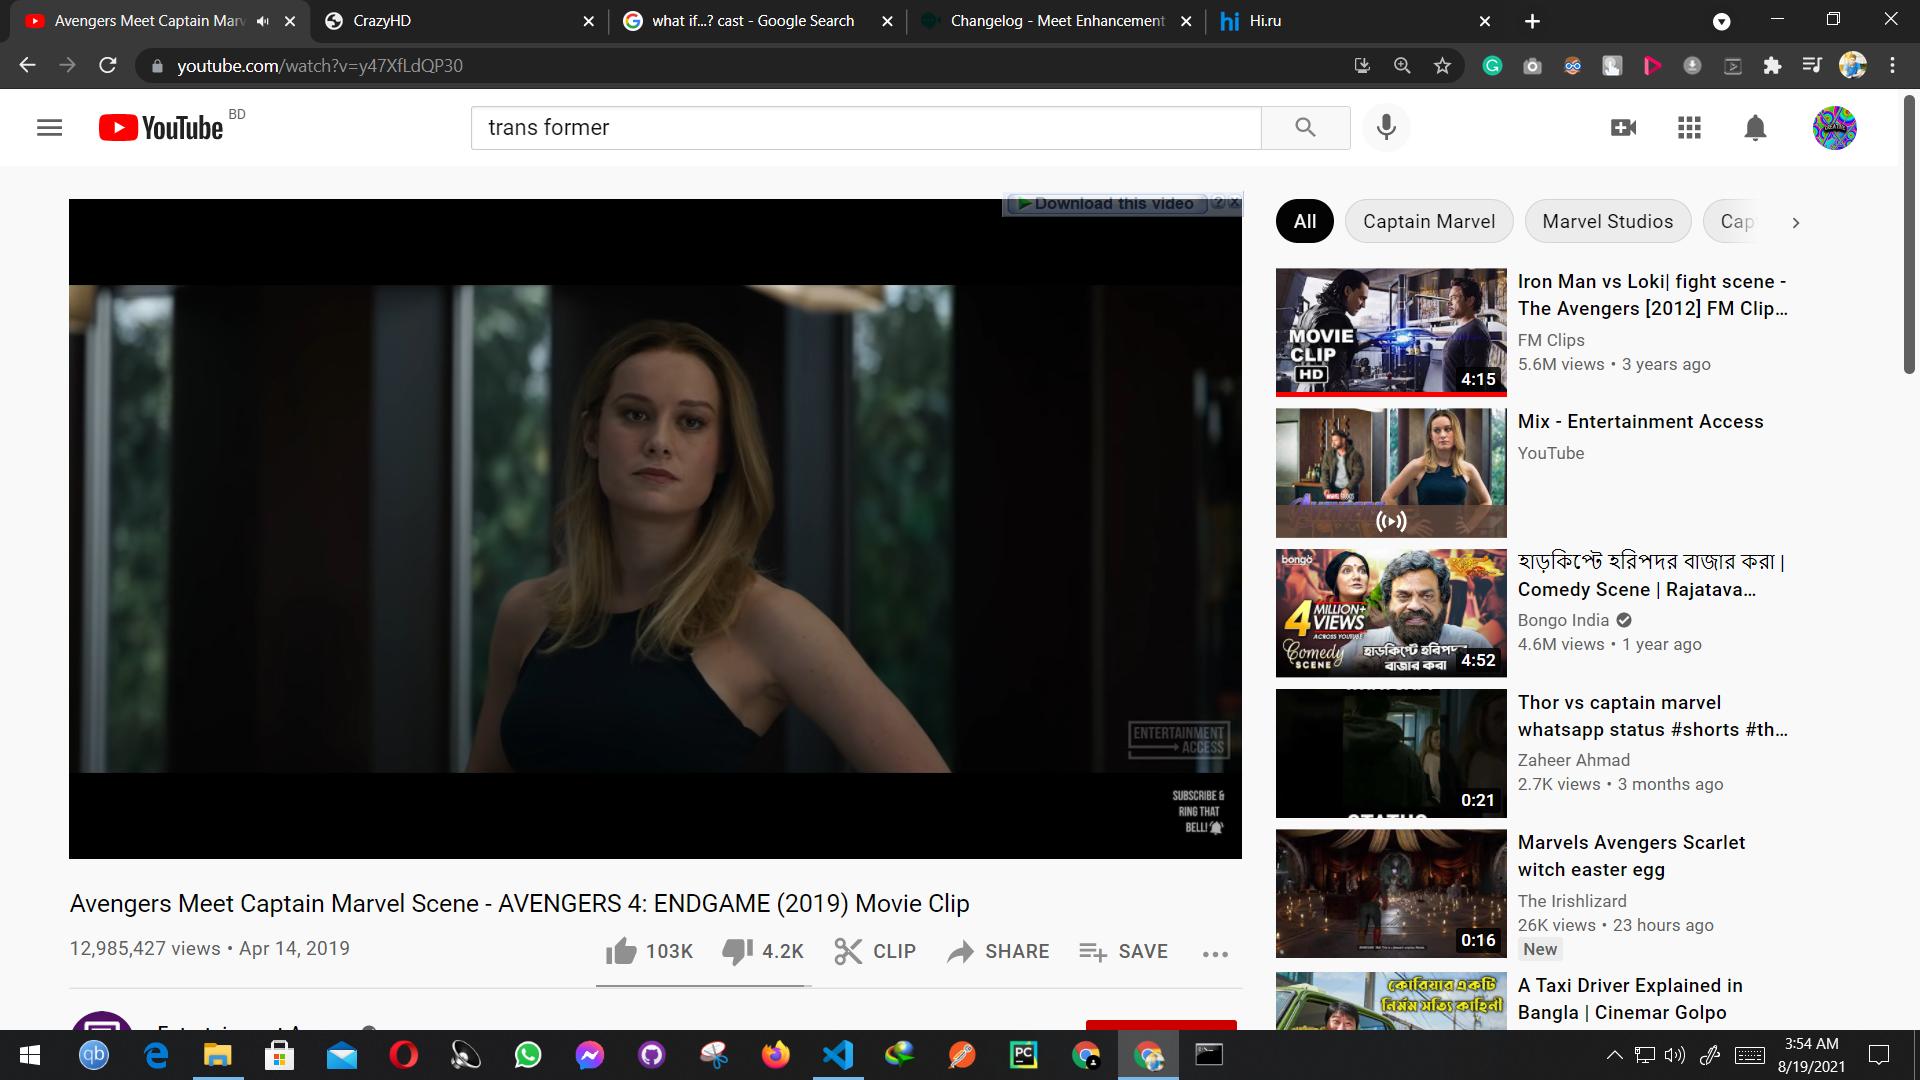 Avengers Meet Captain Marv
CrazyHD
what if...? cast - Google Search
Changelog - Meet Enhancement
hi Hi.ru
youtube.com/watch?v=y47XfLdQP30
YouTube BD
trans former
Download this video ? X
All Captain Marvel Marvel Studios Cap
ENTERTAINMENT
ACCESS
SUBSCRIBE &
RING THAT
BELL!
Avengers Meet Captain Marvel Scene - AVENGERS 4: ENDGAME (2019) Movie Clip
12,985,427 views • Apr 14, 2019
103K 4.2K CLIP SHARE SAVE
MOVIE
CLIP
HD
4:15
Iron Man vs Loki| fight scene -
The Avengers [2012] FM Clip...
FM Clips
5.6M views • 3 years ago
Mix - Entertainment Access
YouTube
bongo
4 MILLION+
VIEWS
ACROSS YOUTUBE
Comedy
SCENE
হাড়কিপ্টে হরিপদর
বাজার করা
4:52
হাড়কিপ্টে হরিপদর বাজার করা |
Comedy Scene | Rajatava...
Bongo India
4.6M views • 1 year ago
0:21
Thor vs captain marvel
whatsapp status #shorts #th...
Zaheer Ahmad
2.7K views • 3 months ago
0:16
Marvels Avengers Scarlet
witch easter egg
The Irishlizard
26K views • 23 hours ago
New
কোরিয়ার একটি
নির্মম সত্যি কাহিনী
A Taxi Driver Explained in
Bangla | Cinemar Golpo
qb
PC
3:54 AM
8/19/2021